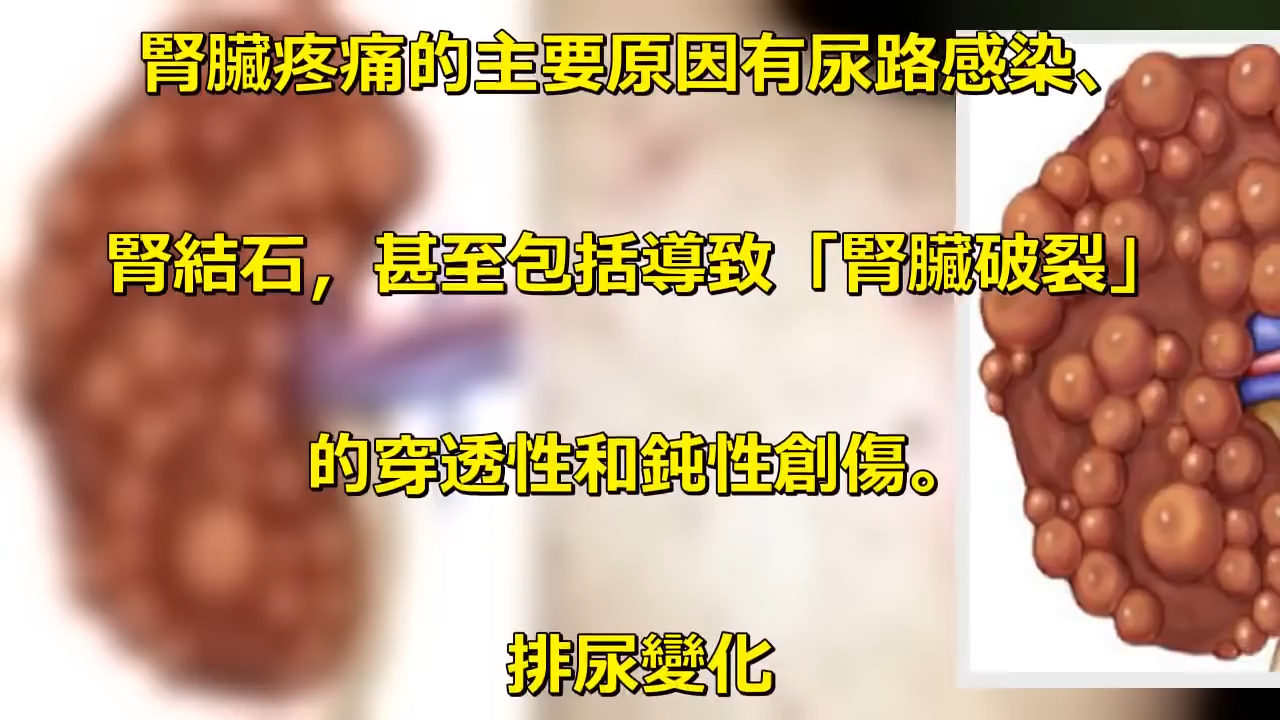 腎臟疼痛的主要原因有尿路感染、
腎結石，甚至包括導致「腎臟破裂」
的穿透性和鈍性創傷。
排尿變化